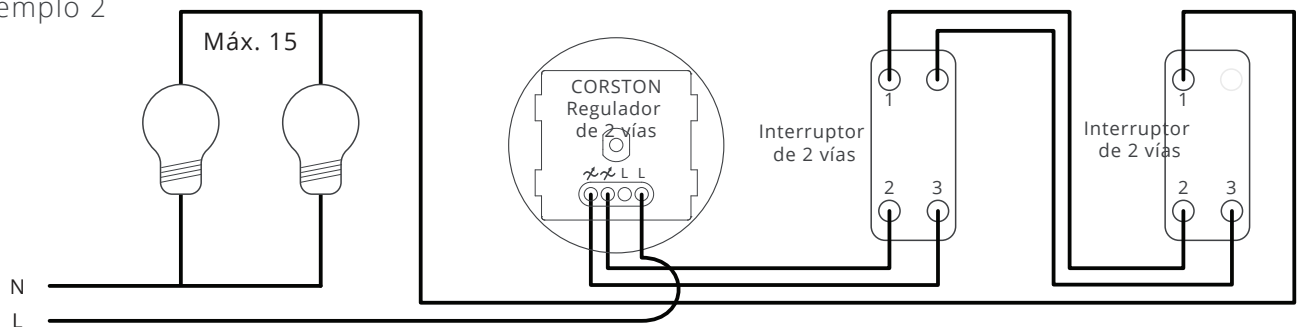 emplo 2
Máx. 15
CORSTON
Regulador
de 2 vías
L L
Interruptor
de 2 vías
1
2 3
Interruptor
de 2 vías
1
2 3
N
L